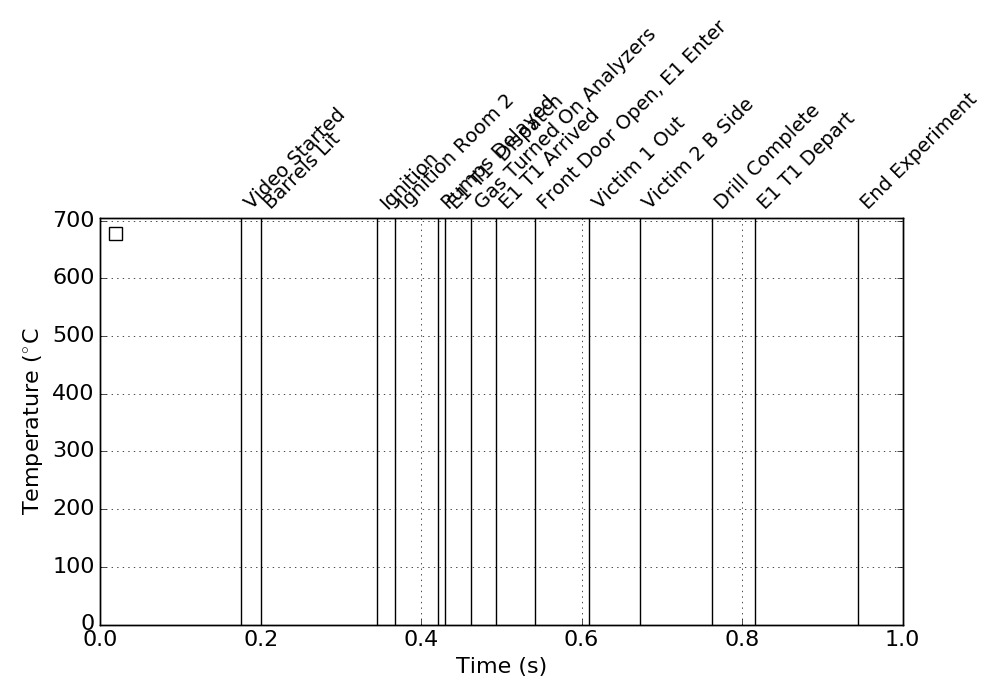 Video Started
Barrels Lit
Ignition
Ignition Room 2
Pumps Delayed
E1 T1 Dispatch
Gas Turned On Analyzers
E1 T1 Arrived
Front Door Open, E1 Enter
Victim 1 Out
Victim 2 B Side
Drill Complete
E1 T1 Depart
End Experiment
700
600
500
400
300
200
100
0
Temperature (°C
0.0 0.2 0.4 0.6 0.8 1.0
Time (s)